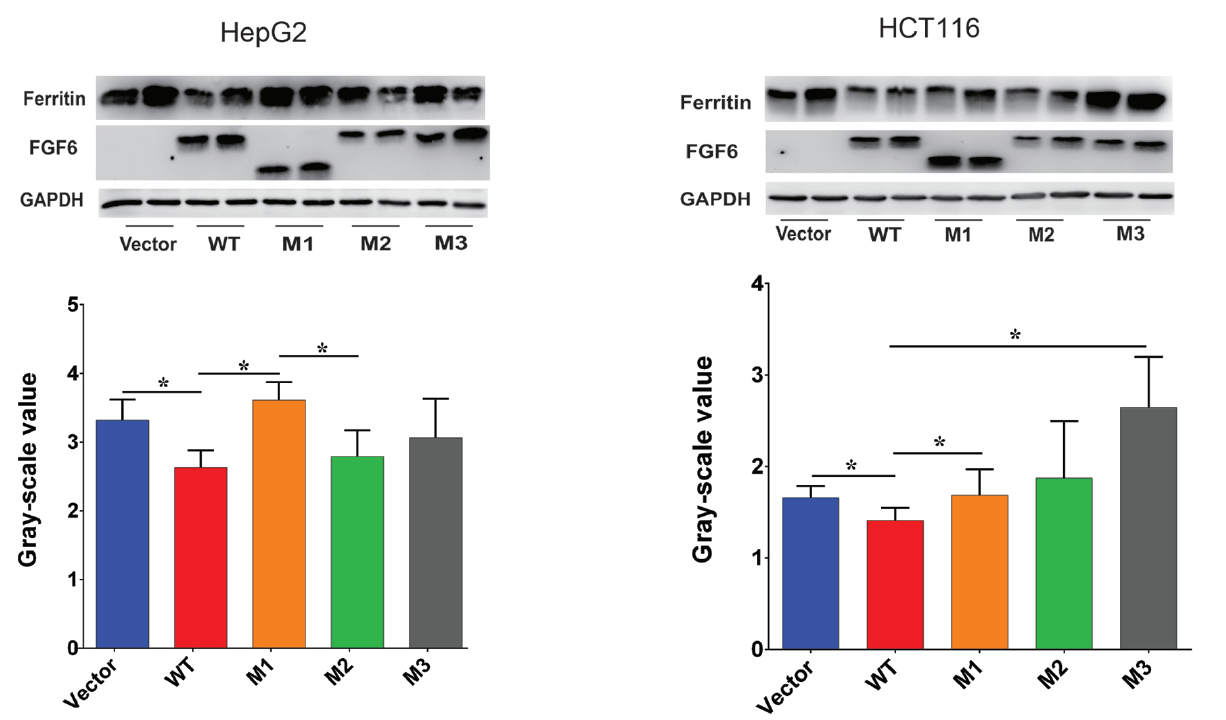 HepG2
Ferritin
FGF6
GAPDH
Vector WT M1 M2 M3
5
4
3
2
1
0
Gray-scale value
* * *
Vector WT M1 M2 M3
HCT116
Ferritin
FGF6
GAPDH
Vector WT M1 M2 M3
4
3
2
1
0
Gray-scale value
*
* *
Vector WT M1 M2 M3